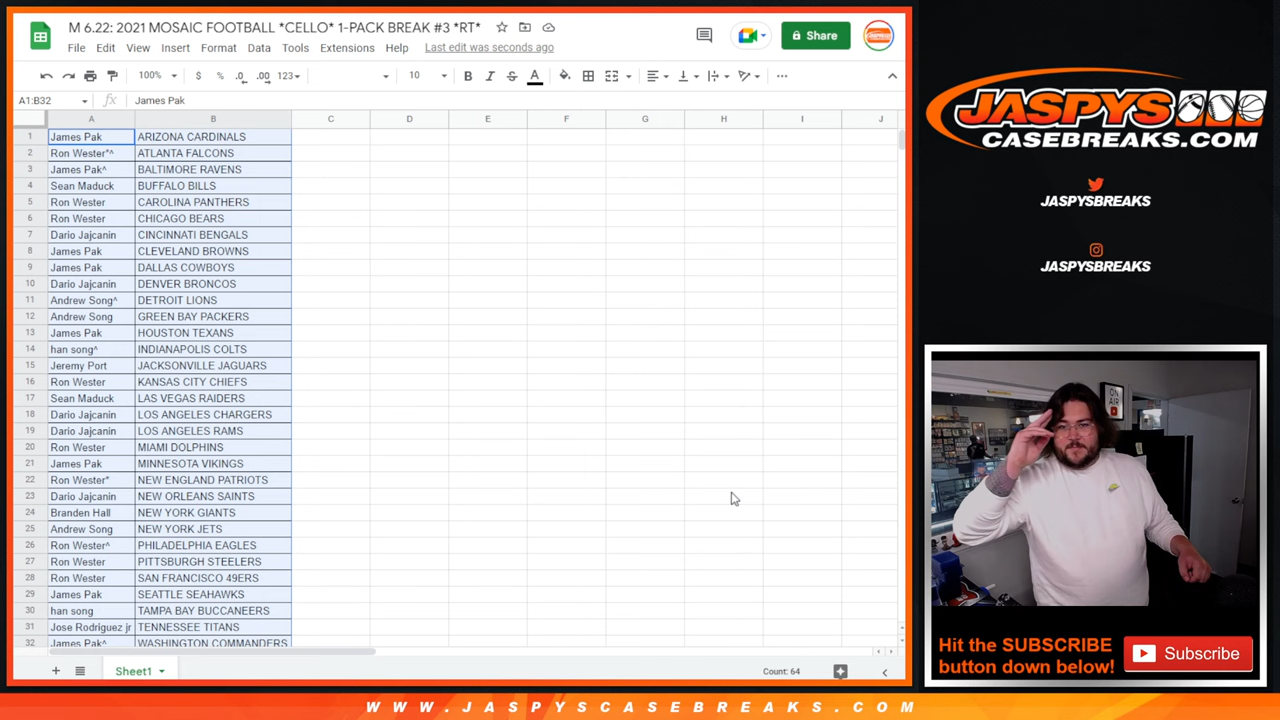 M 6.22: 2021 MOSAIC FOOTBALL *CELLO* 1-PACK BREAK #3 *RT*
File Edit View Insert Format Data Tools Extensions Help Last edit was seconds ago
Share
100% $ % .0 .00 123 10 B I S A
A1:B32 fx James Pak
A B C D E F G H I J
1 James Pak ARIZONA CARDINALS
2 Ron Wester*^ ATLANTA FALCONS
3 James Pak^ BALTIMORE RAVENS
4 Sean Maduck BUFFALO BILLS
5 Ron Wester CAROLINA PANTHERS
6 Ron Wester CHICAGO BEARS
7 Dario Jajcanin CINCINNATI BENGALS
8 James Pak CLEVELAND BROWNS
9 James Pak DALLAS COWBOYS
10 Dario Jajcanin DENVER BRONCOS
11 Andrew Song^ DETROIT LIONS
12 Andrew Song GREEN BAY PACKERS
13 James Pak HOUSTON TEXANS
14 han song^ INDIANAPOLIS COLTS
15 Jeremy Port JACKSONVILLE JAGUARS
16 Ron Wester KANSAS CITY CHIEFS
17 Sean Maduck LAS VEGAS RAIDERS
18 Dario Jajcanin LOS ANGELES CHARGERS
19 Dario Jajcanin LOS ANGELES RAMS
20 Ron Wester MIAMI DOLPHINS
21 James Pak MINNESOTA VIKINGS
22 Ron Wester* NEW ENGLAND PATRIOTS
23 Dario Jajcanin NEW ORLEANS SAINTS
24 Branden Hall NEW YORK GIANTS
25 Andrew Song NEW YORK JETS
26 Ron Wester^ PHILADELPHIA EAGLES
27 Ron Wester PITTSBURGH STEELERS
28 Ron Wester SAN FRANCISCO 49ERS
29 James Pak SEATTLE SEAHAWKS
30 han song TAMPA BAY BUCCANEERS
31 Jose Rodriguez jr TENNESSEE TITANS
32 James Pak^ WASHINGTON COMMANDERS
Sheet1 Count: 64
JASPYS
CASEBREAKS.COM
JASPYSBREAKS
JASPYSBREAKS
ON AIR
Hit the SUBSCRIBE
button down below!
Subscribe
WWW.JASPYSCASEBREAKS.COM